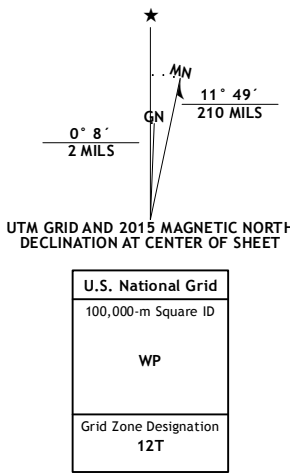 ★
MN
GN
11° 49´
210 MILS
0° 8´
2 MILS
UTM GRID AND 2015 MAGNETIC NORTH
DECLINATION AT CENTER OF SHEET
U.S. National Grid
100,000-m Square ID
WP
Grid Zone Designation
12T